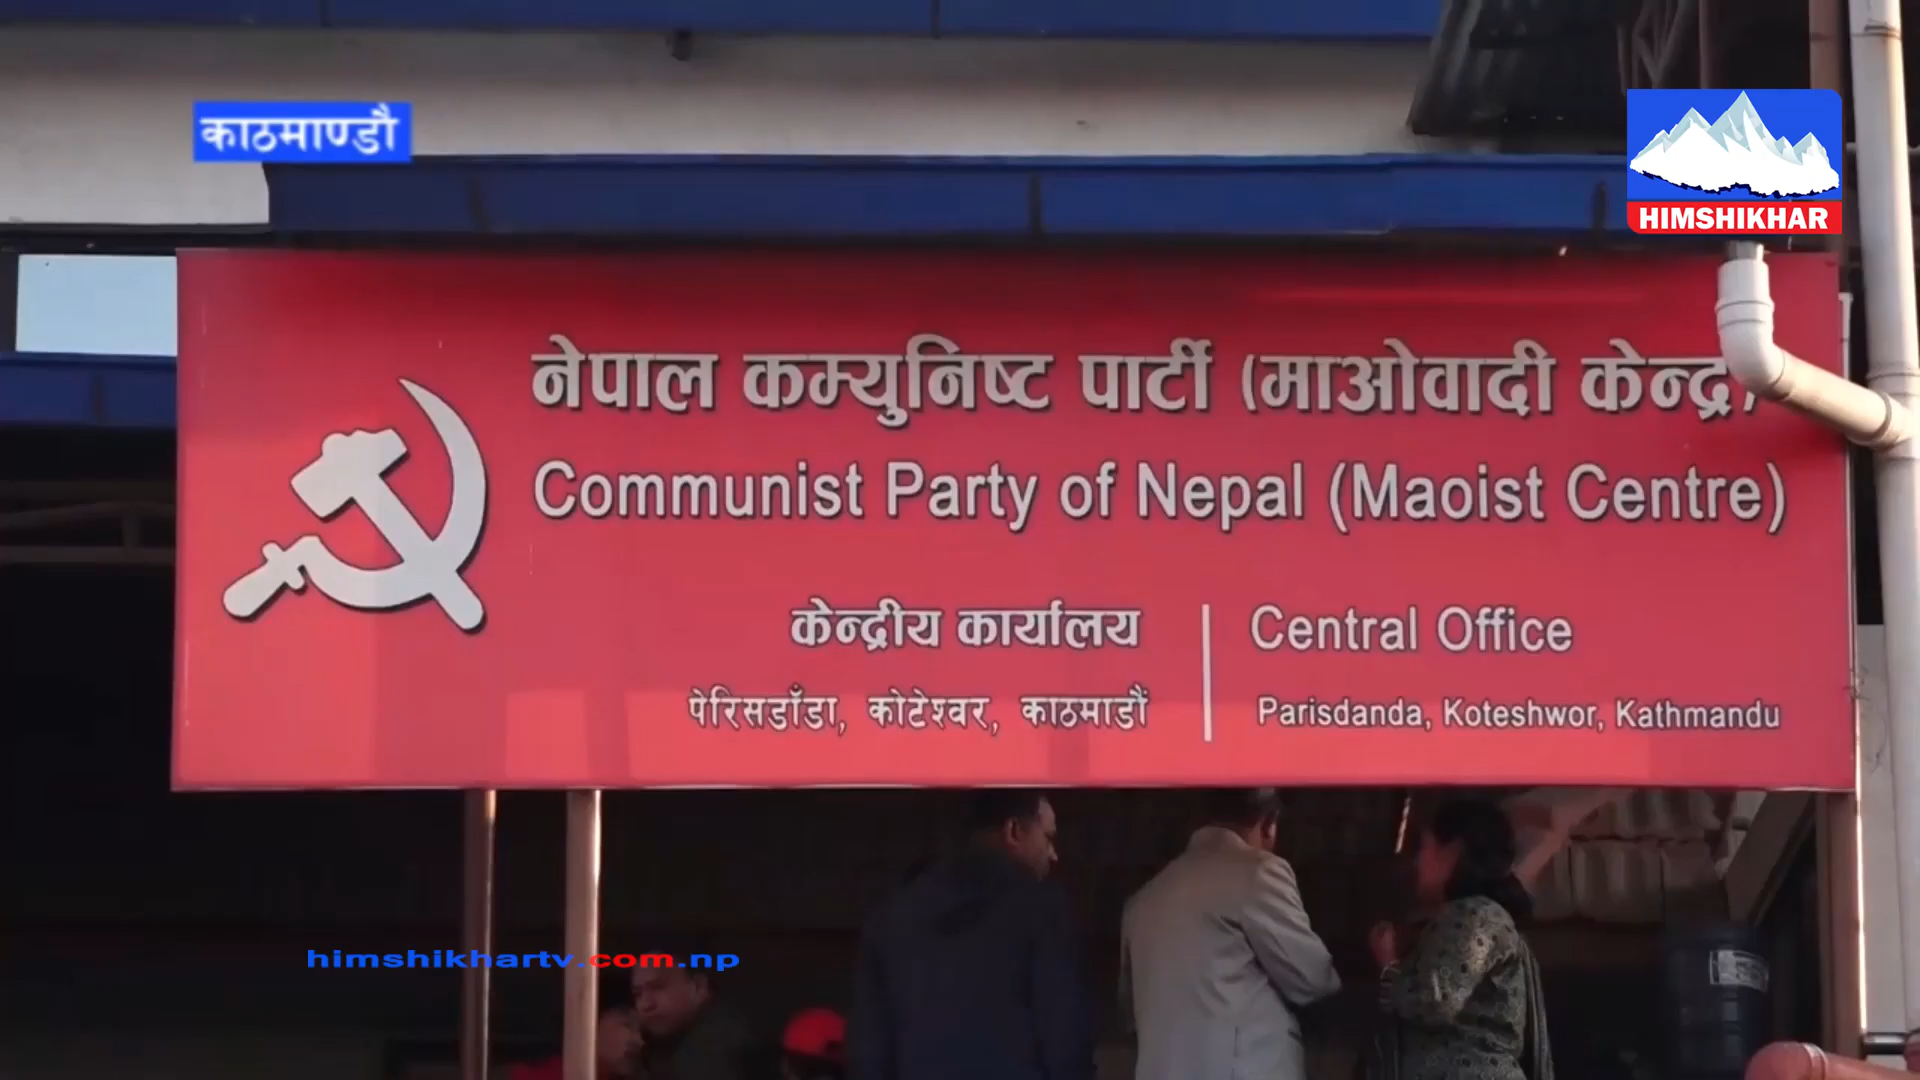 काठमाण्डौ
HIMSHIKHAR
नेपाल कम्युनिष्ट पार्टी (माओवादी केन्द्र)
Communist Party of Nepal (Maoist Centre)
केन्द्रीय कार्यालय
Central Office
पेरिसडाँडा, कोटेश्वर, काठमाडौं
Parisdanda, Koteshwor, Kathmandu
himshikhartv.com.np